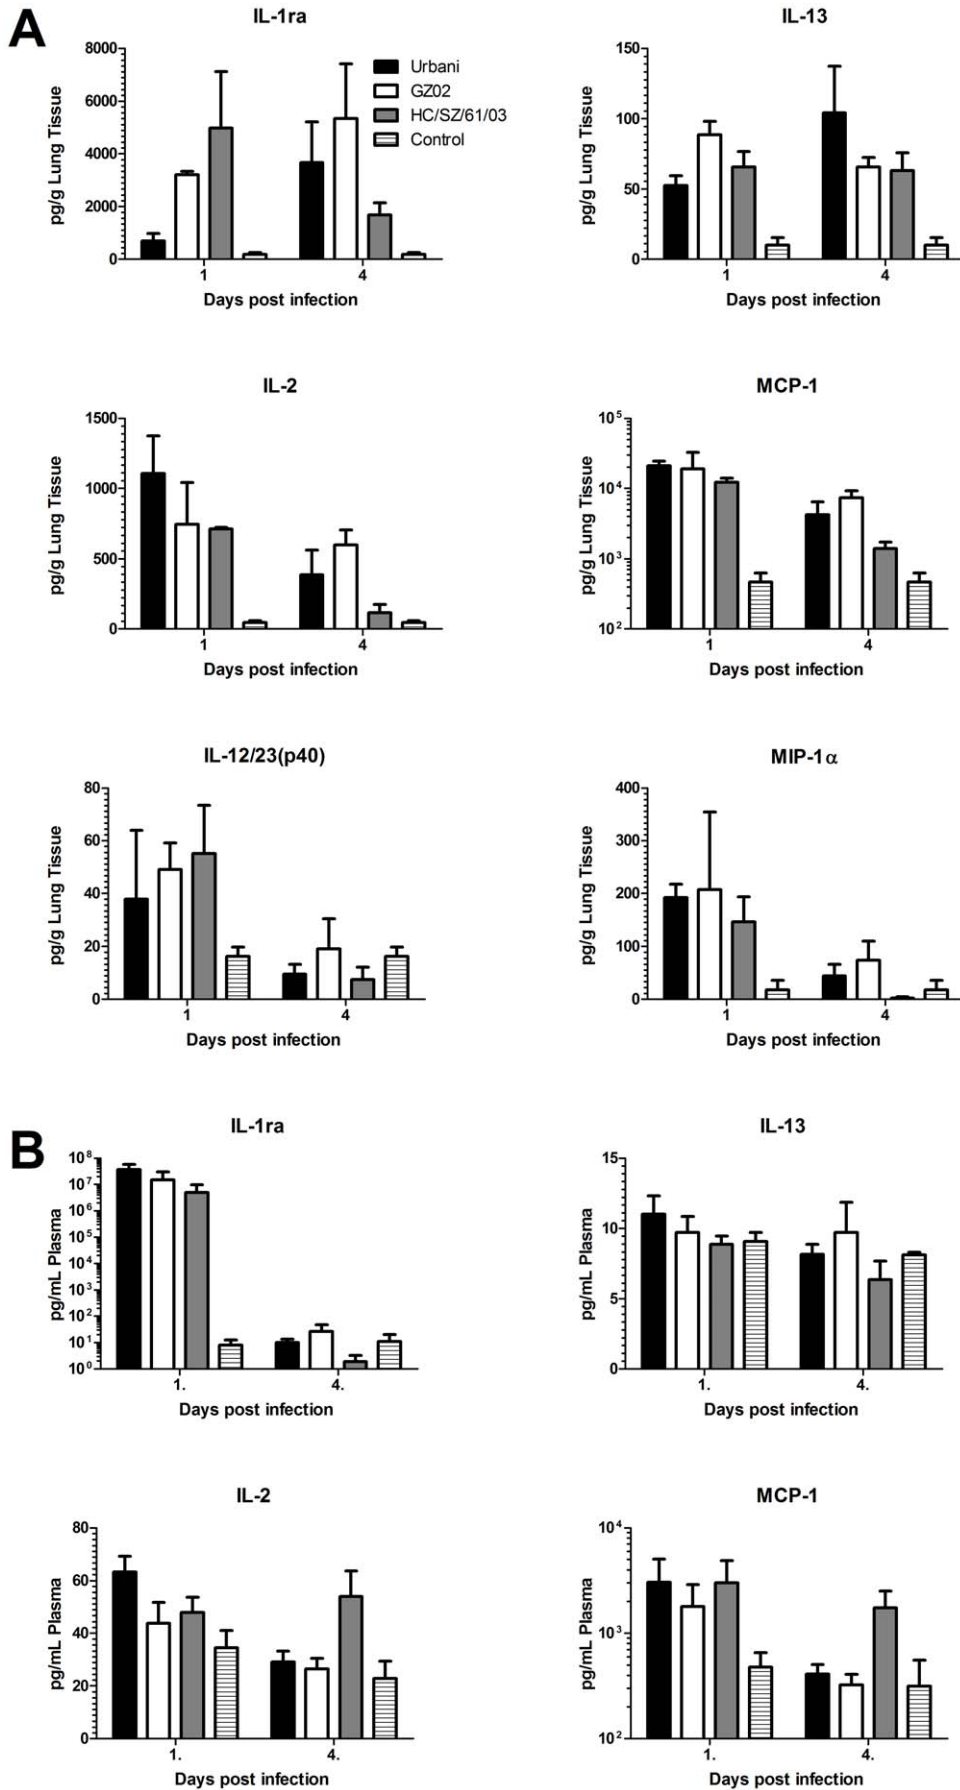 A
IL-1ra
pg/g Lung Tissue
8000
6000
4000
2000
0
1
4
Days post infection
Urbani
GZ02
HC/SZ/61/03
Control
IL-13
pg/g Lung Tissue
150
100
50
0
1
4
Days post infection
IL-2
pg/g Lung Tissue
1500
1000
500
0
1
4
Days post infection
MCP-1
pg/g Lung Tissue
10⁵
10⁴
10³
10²
1
4
Days post infection
IL-12/23(p40)
pg/g Lung Tissue
80
60
40
20
0
1
4
Days post infection
MIP-1α
pg/g Lung Tissue
400
300
200
100
0
1
4
Days post infection
B
IL-1ra
pg/mL Plasma
10⁸
10⁷
10⁶
10⁵
10⁴
10³
10²
10¹
10⁰
1.
4.
Days post infection
IL-13
pg/mL Plasma
15
10
5
0
1.
4.
Days post infection
IL-2
pg/mL Plasma
80
60
40
20
0
1.
4.
Days post infection
MCP-1
pg/mL Plasma
10⁴
10³
10²
1.
4.
Days post infection